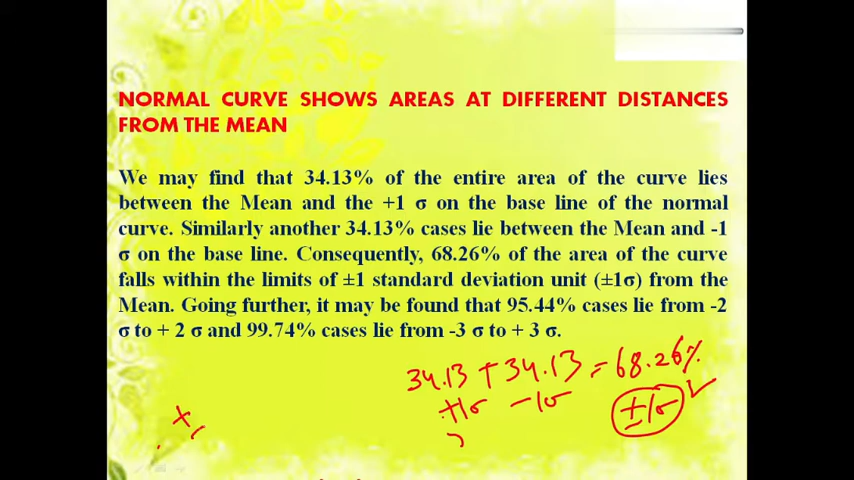 NORMAL CURVE SHOWS AREAS AT DIFFERENT DISTANCES
FROM THE MEAN
We may find that 34.13% of the entire area of the curve lies
between the Mean and the +1 σ on the base line of the normal
curve. Similarly another 34.13% cases lie between the Mean and -1
σ on the base line. Consequently, 68.26% of the area of the curve
falls within the limits of ±1 standard deviation unit (±1σ) from the
Mean. Going further, it may be found that 95.44% cases lie from -2
σ to + 2 σ and 99.74% cases lie from -3 σ to + 3 σ.
34.13 + 34.13 = 68.26%
+1σ -1σ ±1σ